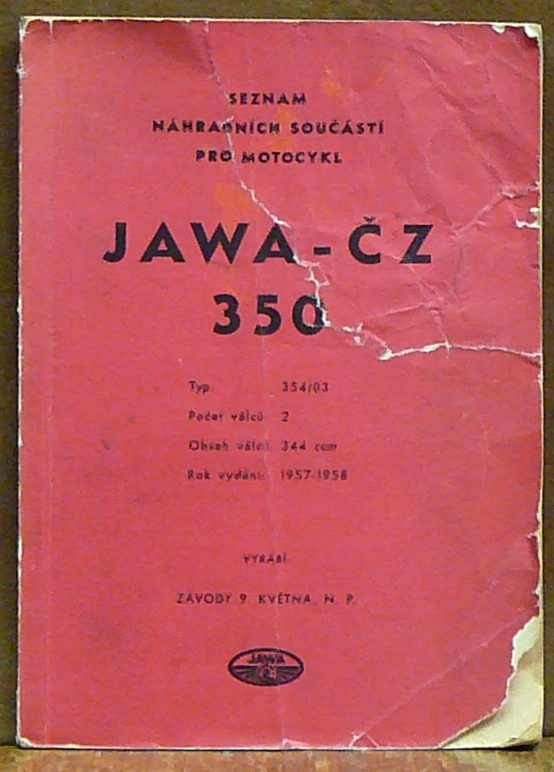 SEZNAM
NÁHRADNÍCH SOUČÁSTÍ
PRO MOTOCYKL
JAWA-ČZ
350
Typ: 354/03
Počet válců: 2
Obsah válců: 344 ccm
Rok vydání: 1957-1958
VYRÁBÍ:
ZÁVODY 9. KVĚTNA, N. P.
JAWA